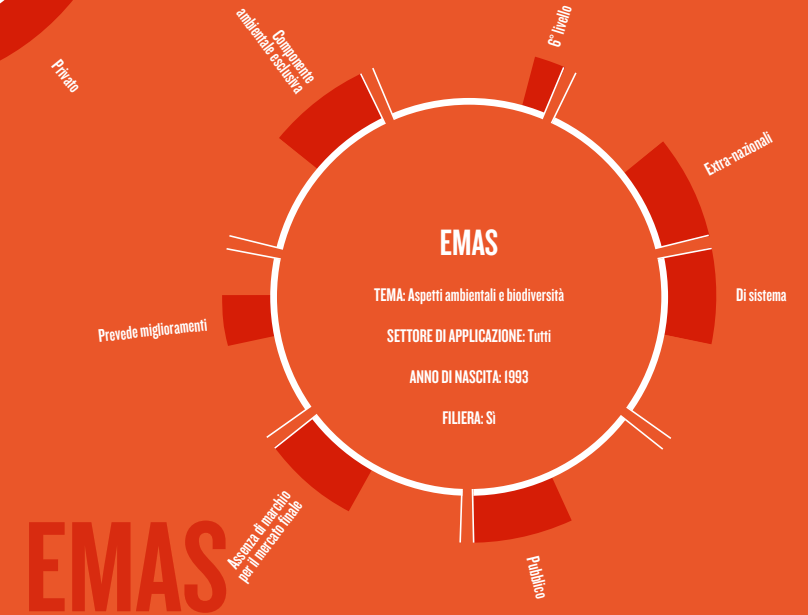 Privato
Componente
ambientale esclusiva
6° livello
Extra-nazionali
EMAS
TEMA: Aspetti ambientali e biodiversità
SETTORE DI APPLICAZIONE: Tutti
ANNO DI NASCITA: 1993
FILIERA: Sì
Di sistema
Prevede miglioramenti
Assenza di marchio
per il mercato finale
Pubblico
EMAS